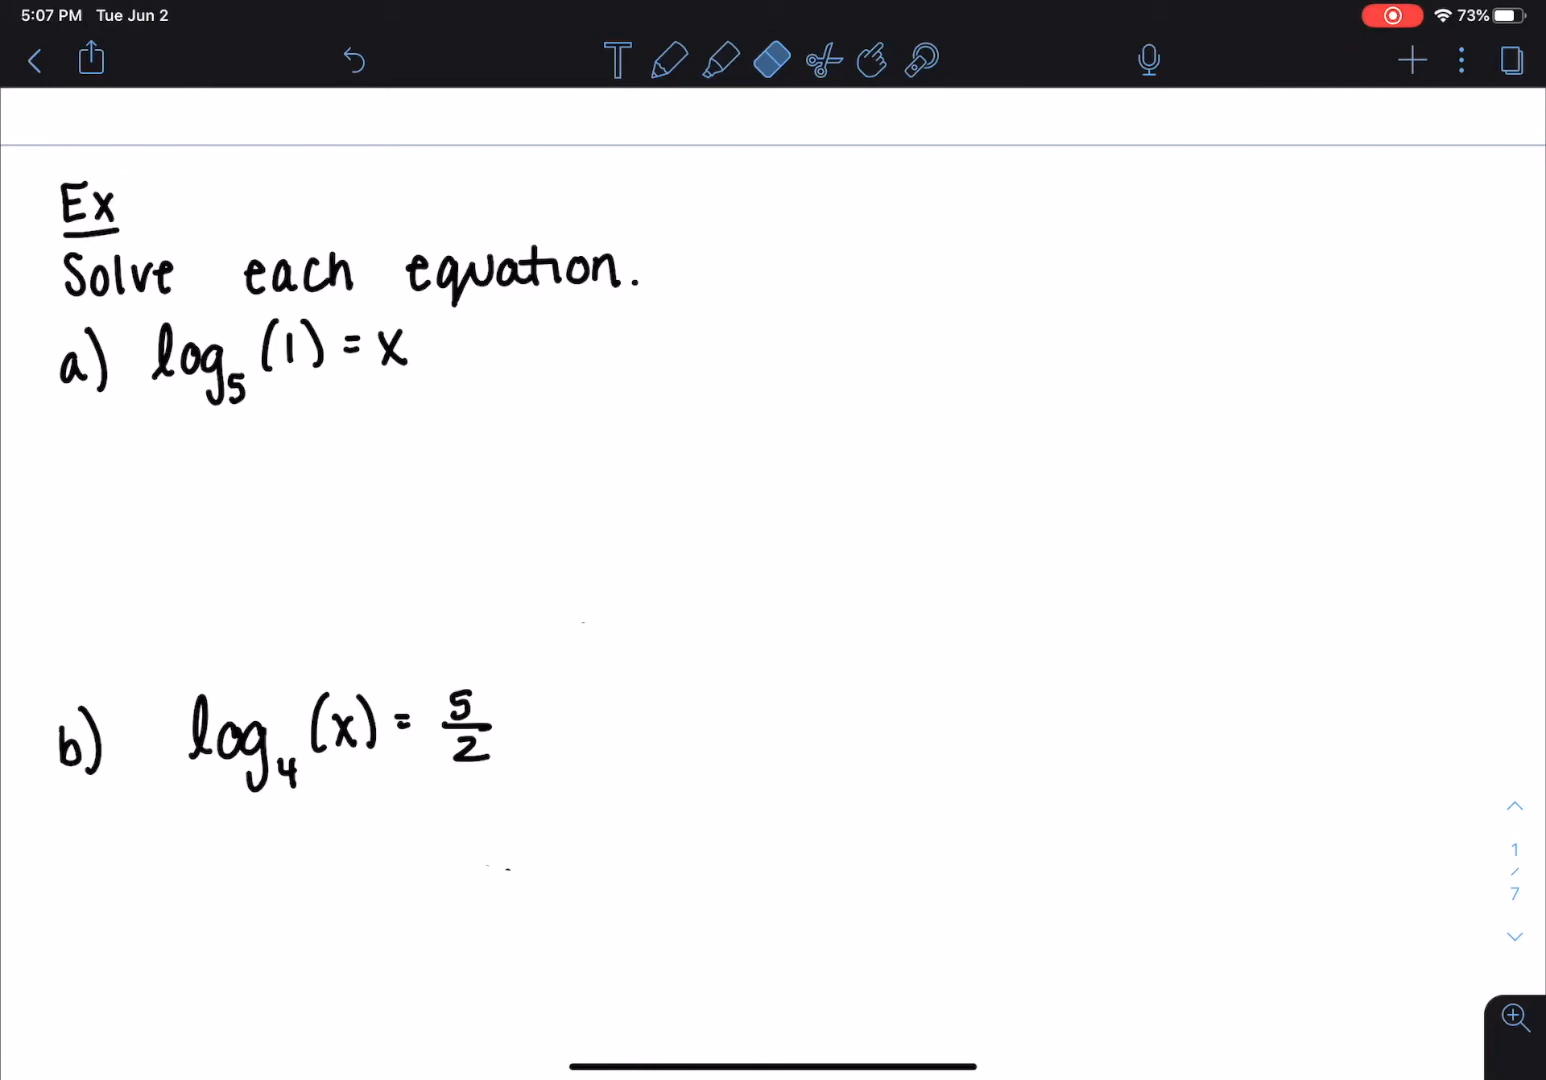 5:07 PM Tue Jun 2
73%
T
Ex
Solve each equation.
a) log₅(1) = x
b) log₄(x) = 5/2
1
/
7